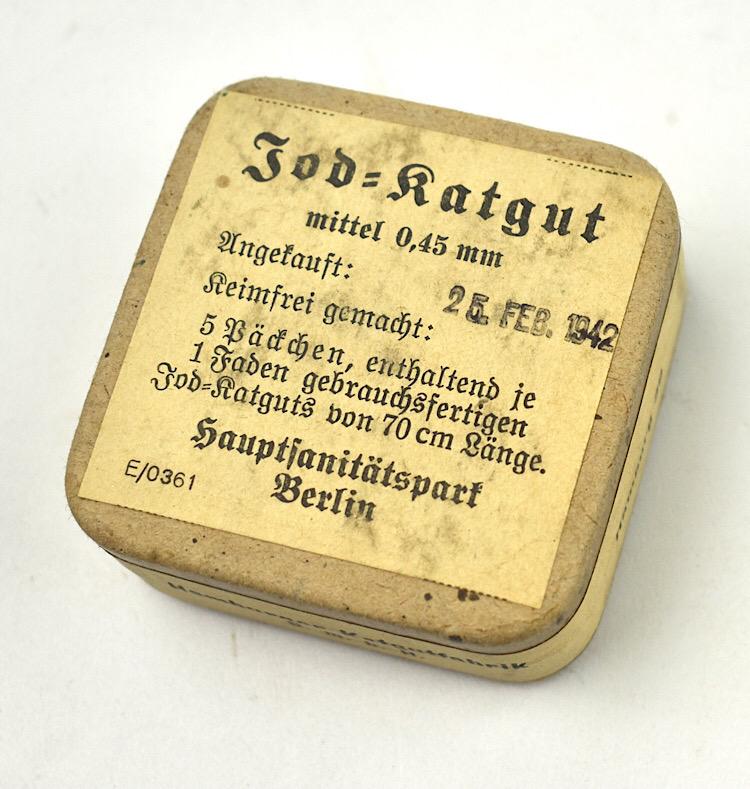 Jod=Katgut
mittel 0,45 mm
Angekauft:
Keimfrei gemacht: 25. FEB. 1942
5 Päckchen, enthaltend je
1 Faden gebrauchsfertigen
Jod=Katguts von 70 cm Länge.
Hauptsanitätspark
Berlin
E/0361
Katgutfabrik